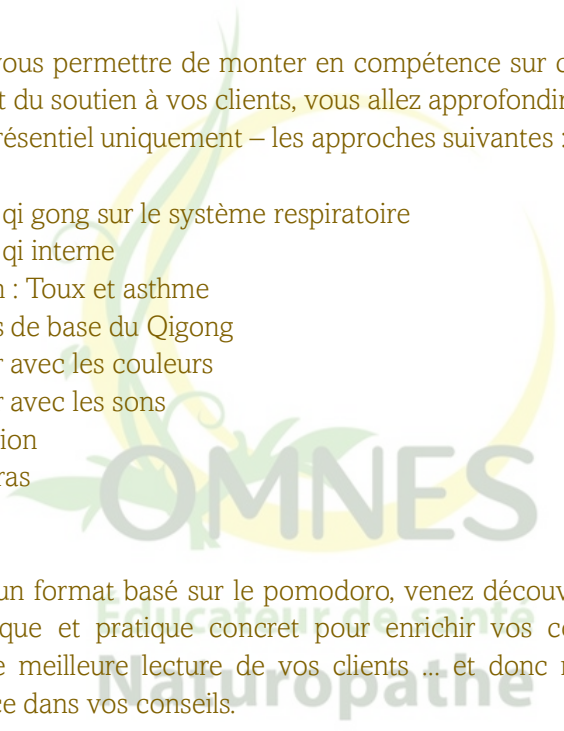 vous permettre de monter en compétence sur
du soutien à vos clients, vous allez approfondir
résentiel uniquement – les approches suivantes :
qi gong sur le système respiratoire
qi interne
: Toux et asthme
s de base du Qigong
r avec les couleurs
r avec les sons
ion
ras
OMNES
un format basé sur le pomodoro, venez découv
Éducateur de santé
que et pratique concret pour enrichir vos
meilleure lecture de vos clients ... et donc
Naturopathe
ce dans vos conseils.